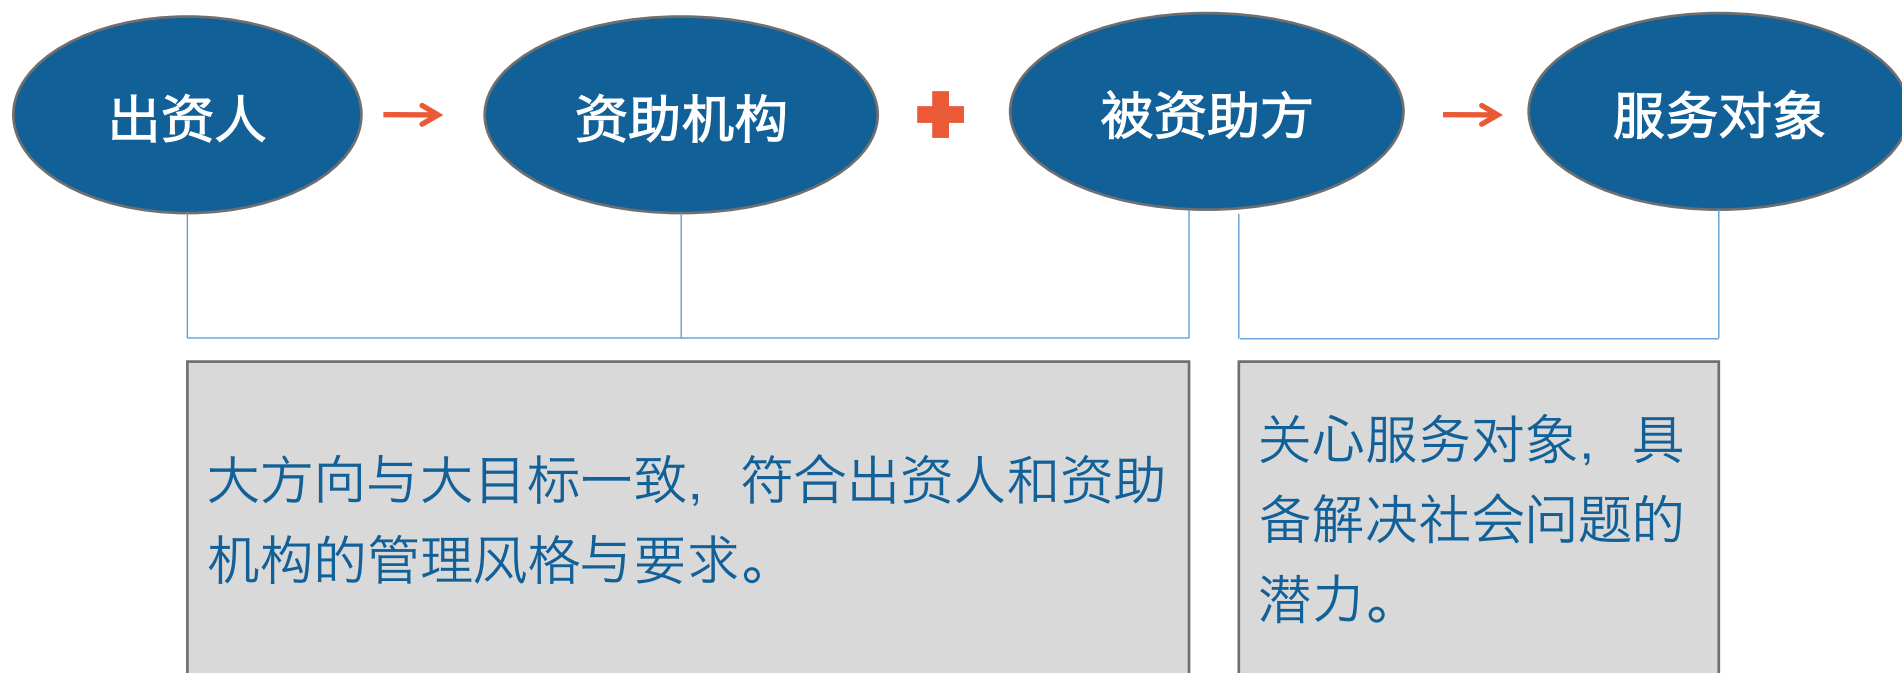 出资人
资助机构
被资助方
服务对象
大方向与大目标一致，符合出资人和资助
机构的管理风格与要求。
关心服务对象，具
备解决社会问题的
潜力。